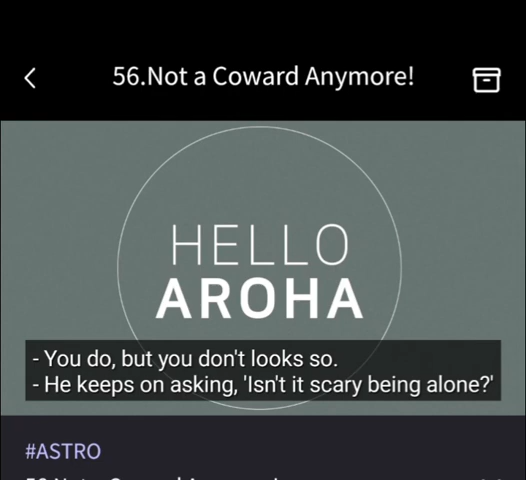 56.Not a Coward Anymore!
HELLO
AROHA
- You do, but you don't looks so.
- He keeps on asking, 'Isn't it scary being alone?'
#ASTRO